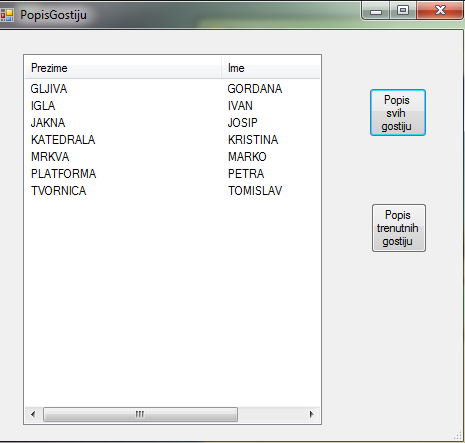 PopisGostiju
Prezime Ime
GLJIVA GORDANA
IGLA IVAN
JAKNA JOSIP
KATEDRALA KRISTINA
MRKVA MARKO
PLATFORMA PETRA
TVORNICA TOMISLAV
Popis
svih
gostiju
Popis
trenutnih
gostiju